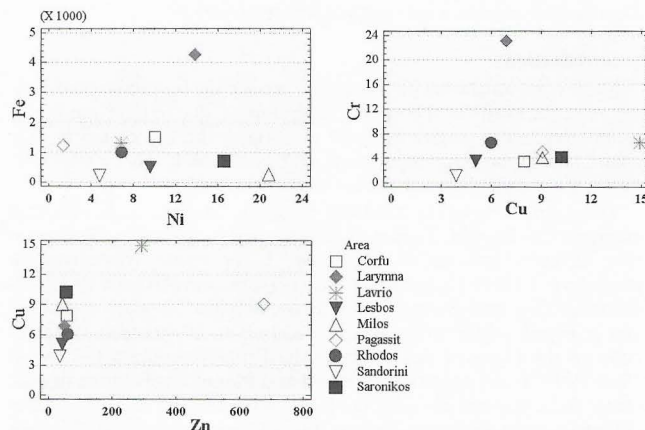 (X 1000)
Fe
5
4
3
2
1
0
0 4 8 12 16 20 24
Ni
Cr
24
20
16
12
8
4
0
0 3 6 9 12 15
Cu
Cu
15
12
9
6
3
0
0 200 400 600 800
Zn
Area
Corfu
Larymna
Lavrio
Lesbos
Milos
Pagassit
Rhodos
Sandorini
Saronikos